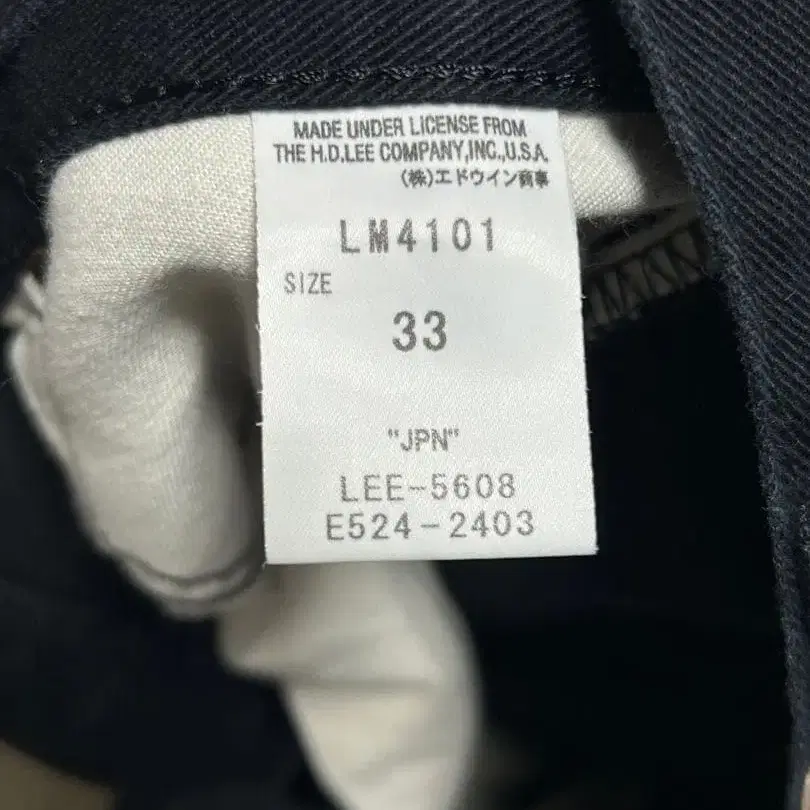 MADE UNDER LICENSE FROM
THE H.D.LEE COMPANY,INC.,U.S.A.
(株)エドウイン商事
LM4101
SIZE
33
"JPN"
LEE-5608
E524-2403